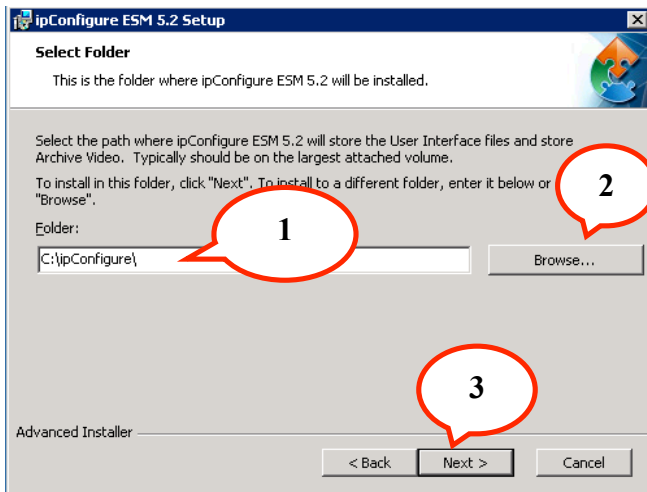 ipConfigure ESM 5.2 Setup
Select Folder
This is the folder where ipConfigure ESM 5.2 will be installed.
Select the path where ipConfigure ESM 5.2 will store the User Interface files and store
Archive Video. Typically should be on the largest attached volume.
To install in this folder, click "Next". To install to a different folder, enter it below or
"Browse".
2
Folder:
1
C:\ipConfigure\
Browse...
3
Advanced Installer
< Back
Next >
Cancel